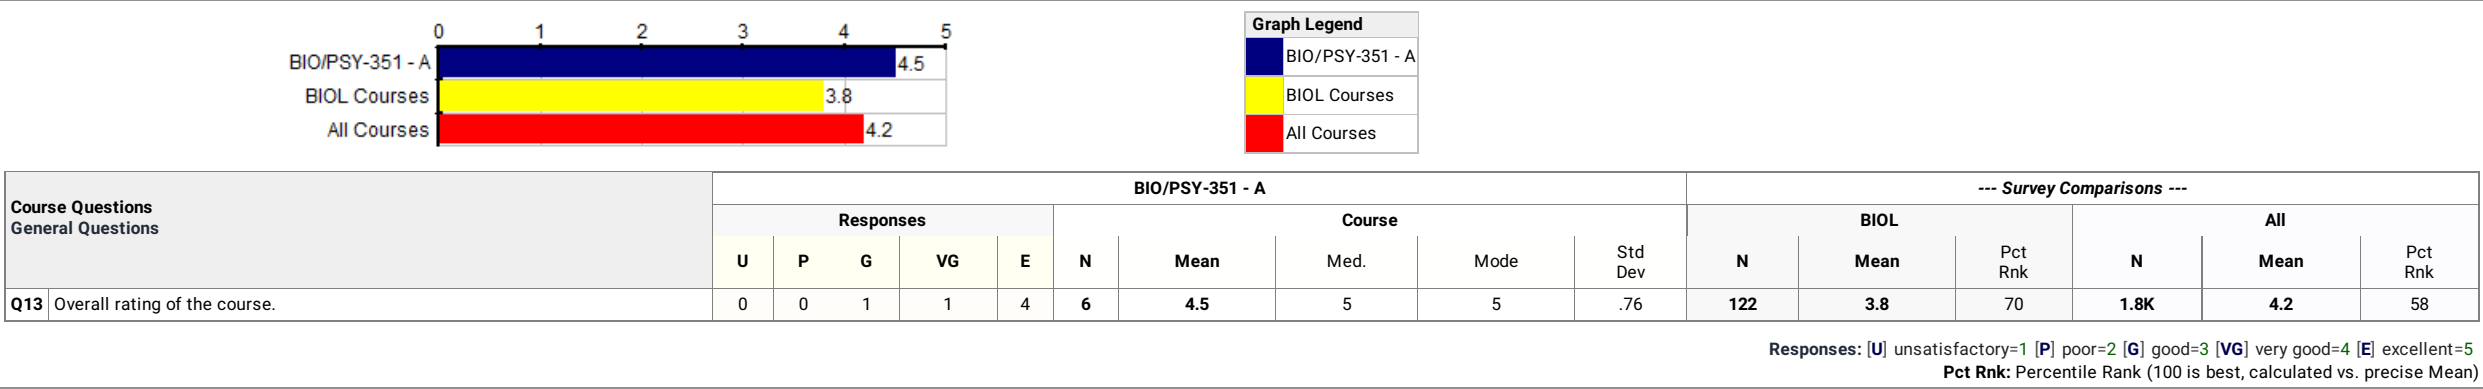 0 1 2 3 4 5
BIO/PSY-351 - A 4.5
BIOL Courses 3.8
All Courses 4.2
Graph Legend
BIO/PSY-351 - A
BIOL Courses
All Courses
Course Questions
General Questions
BIO/PSY-351 - A
--- Survey Comparisons ---
Responses Course BIOL All
U P G VG E N Mean Med. Mode Std Dev N Mean Pct Rnk N Mean Pct Rnk
Q13 Overall rating of the course. 0 0 1 1 4 6 4.5 5 5 .76 122 3.8 70 1.8K 4.2 58
Responses: [U] unsatisfactory=1 [P] poor=2 [G] good=3 [VG] very good=4 [E] excellent=5
Pct Rnk: Percentile Rank (100 is best, calculated vs. precise Mean)